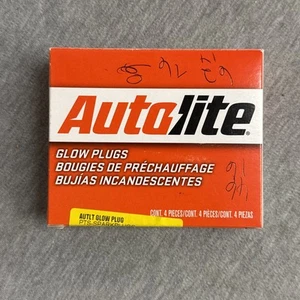 Autolite®
GLOW PLUGS
BOUGIES DE PRÉCHAUFFAGE
BUJÍAS INCANDESCENTES
CONT. 4 PIECES/CONT. 4 PIÈCES/CONT. 4 PIEZAS
AUTLT GLOW PLUG